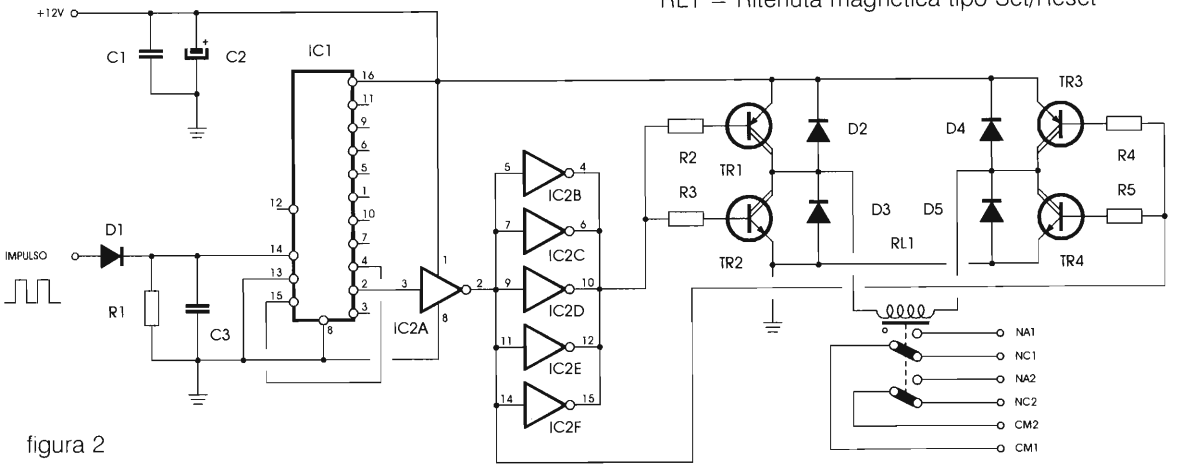 RL1 = Ritenuta magnetica tipo Set/Reset
+12V
C1
+
C2
IC1
16
11
9
6
5
1
10
7
4
2
3
12
14
13
15
8
D1
IMPULSO
R1
C3
3
1
2
8
IC2A
5
4
IC2B
7
6
IC2C
9
10
IC2D
11
12
IC2E
14
15
IC2F
R2
TR1
R3
TR2
D2
D4
D3
D5
RL1
TR3
R4
R5
TR4
NA1
NC1
NA2
NC2
CM2
CM1
figura 2